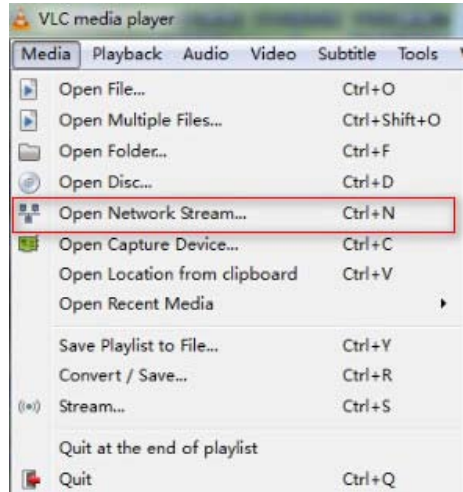 VLC media player
Media Playback Audio Video Subtitle Tools
Open File... Ctrl+O
Open Multiple Files... Ctrl+Shift+O
Open Folder... Ctrl+F
Open Disc... Ctrl+D
Open Network Stream... Ctrl+N
Open Capture Device... Ctrl+C
Open Location from clipboard Ctrl+V
Open Recent Media
Save Playlist to File... Ctrl+Y
Convert / Save... Ctrl+R
Stream... Ctrl+S
Quit at the end of playlist
Quit Ctrl+Q